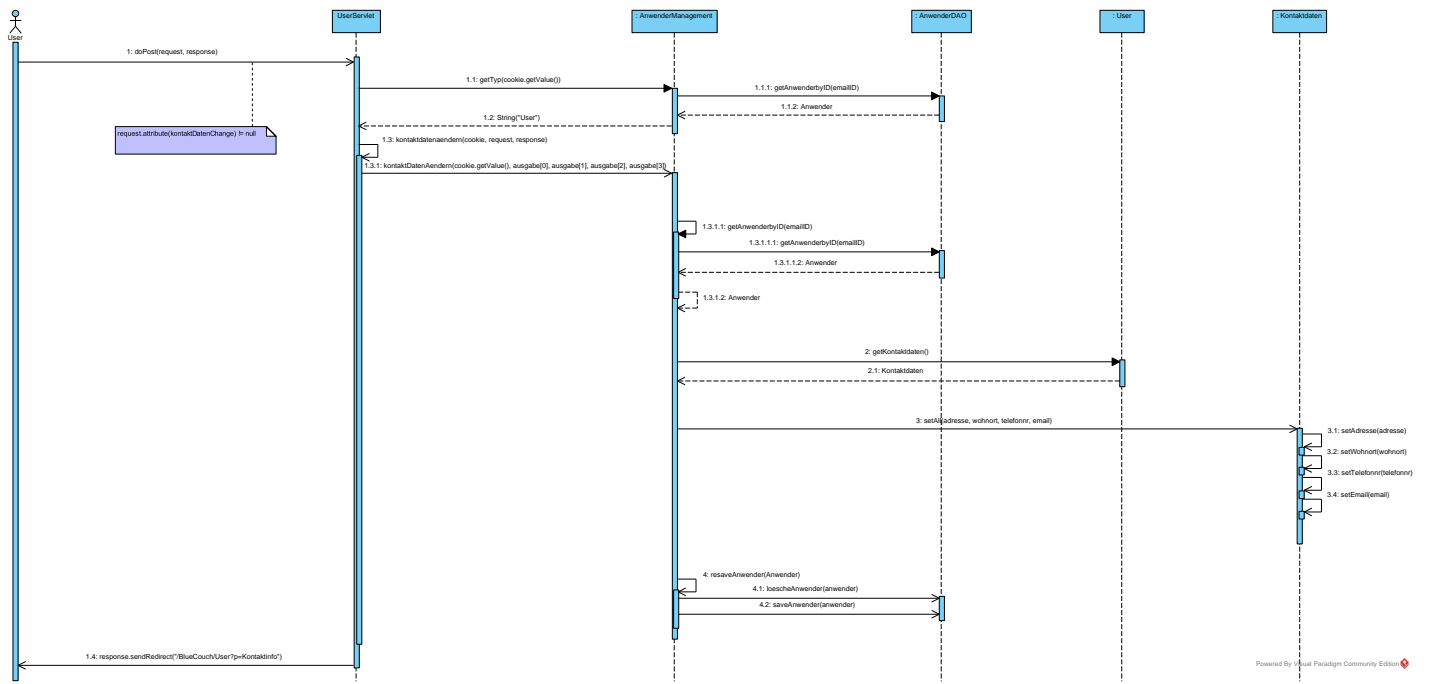 User
UserServlet
: AnwenderManagement
: AnwenderDAO
: User
: Kontaktdaten
1: doPost(request, response)
1.1: getTyp(cookie.getValue())
1.1.1: getAnwenderbyID(emailID)
1.1.2: Anwender
1.2: String("User")
request.attribute(kontaktDatenChange) != null
1.3: kontaktdatenaendern(cookie, request, response)
1.3.1: kontaktDatenAendern(cookie.getValue(), ausgabe[0], ausgabe[1], ausgabe[2], ausgabe[3])
1.3.1.1: getAnwenderbyID(emailID)
1.3.1.1.1: getAnwenderbyID(emailID)
1.3.1.1.2: Anwender
1.3.1.2: Anwender
2: getKontaktdaten()
2.1: Kontaktdaten
3: setAll(adresse, wohnort, telefonnr, email)
3.1: setAdresse(adresse)
3.2: setWohnort(wohnort)
3.3: setTelefonnr(telefonnr)
3.4: setEmail(email)
4: resaveAnwender(Anwender)
4.1: loescheAnwender(anwender)
4.2: saveAnwender(anwender)
1.4: response.sendRedirect("/BlueCouch/User?p=Kontaktinfo")
Powered By Visual Paradigm Community Edition